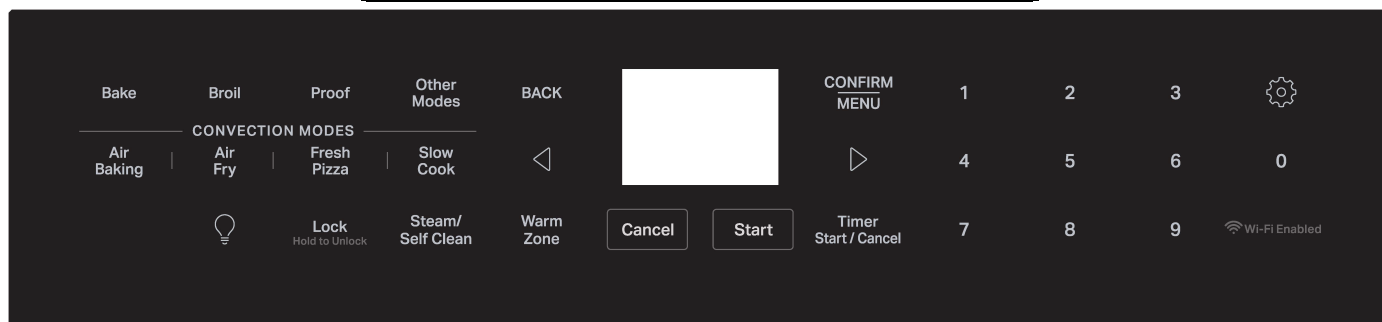 Bake
Broil
Proof
Other
Modes
BACK
CONFIRM
MENU
1
2
3
CONVECTION MODES
Air
Baking
Air
Fry
Fresh
Pizza
Slow
Cook
4
5
6
0
Lock
Hold to Unlock
Steam/
Self Clean
Warm
Zone
Cancel
Start
Timer
Start / Cancel
7
8
9
Wi-Fi Enabled